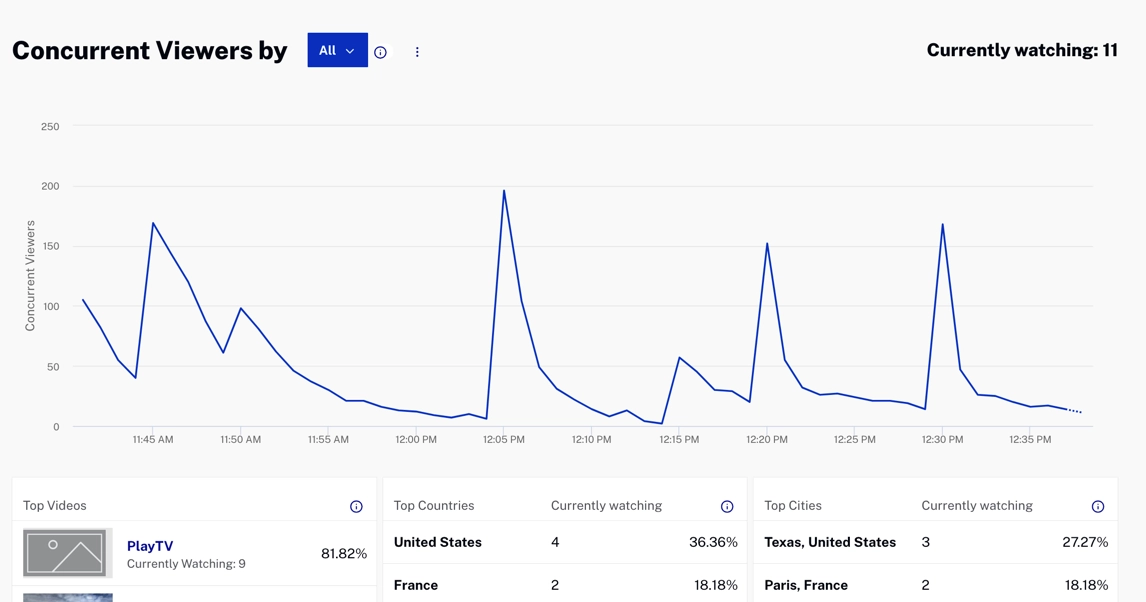 Concurrent Viewers by All Currently watching: 11
250
200
150
100
50
0
Concurrent Viewers
11:45 AM 11:50 AM 11:55 AM 12:00 PM 12:05 PM 12:10 PM 12:15 PM 12:20 PM 12:25 PM 12:30 PM 12:35 PM
Top Videos
PlayTV
Currently Watching: 9
81.82%
Top Countries Currently watching
United States 4 36.36%
France 2 18.18%
Top Cities Currently watching
Texas, United States 3 27.27%
Paris, France 2 18.18%